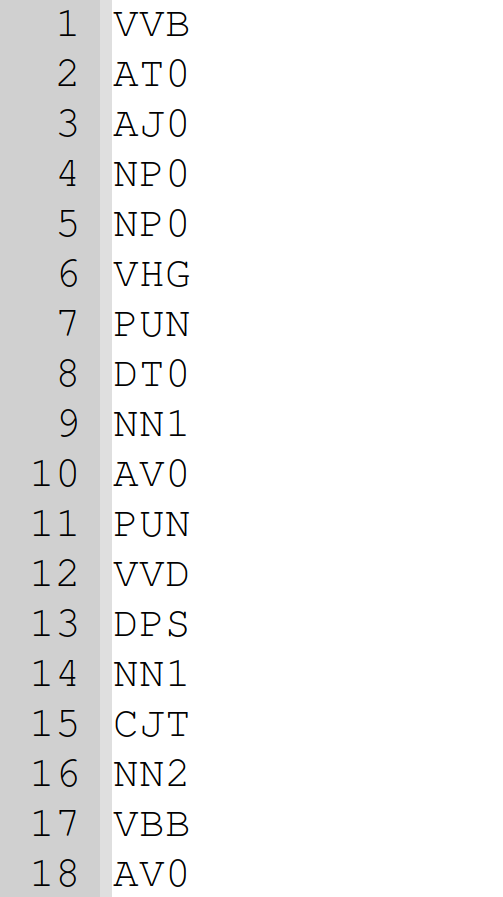 1 VVB
2 AT0
3 AJ0
4 NP0
5 NP0
6 VHG
7 PUN
8 DT0
9 NN1
10 AV0
11 PUN
12 VVD
13 DPS
14 NN1
15 CJT
16 NN2
17 VBB
18 AV0